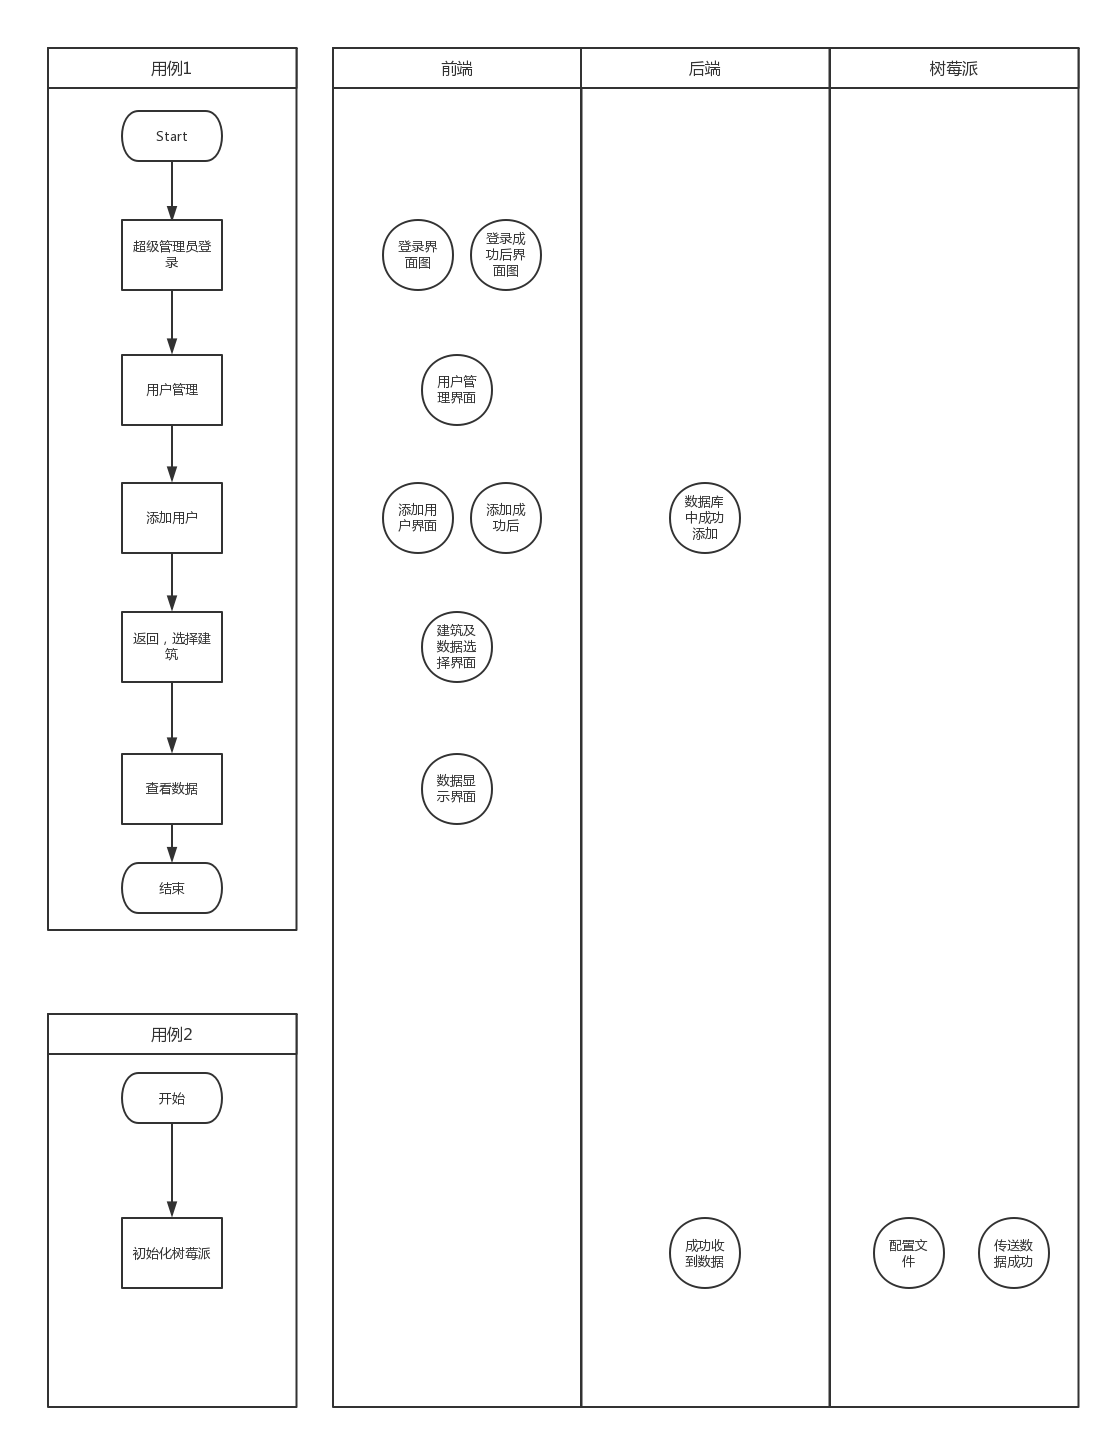 用例1
前端
后端
树莓派
Start
超级管理员登
录
登录界
面图
登录成
功后界
面图
用户管理
用户管
理界面
添加用户
添加用
户界面
添加成
功后
数据库
中成功
添加
返回，选择建
筑
建筑及
数据选
择界面
查看数据
数据显
示界面
结束
用例2
开始
初始化树莓派
成功收
到数据
配置文
件
传送数
据成功